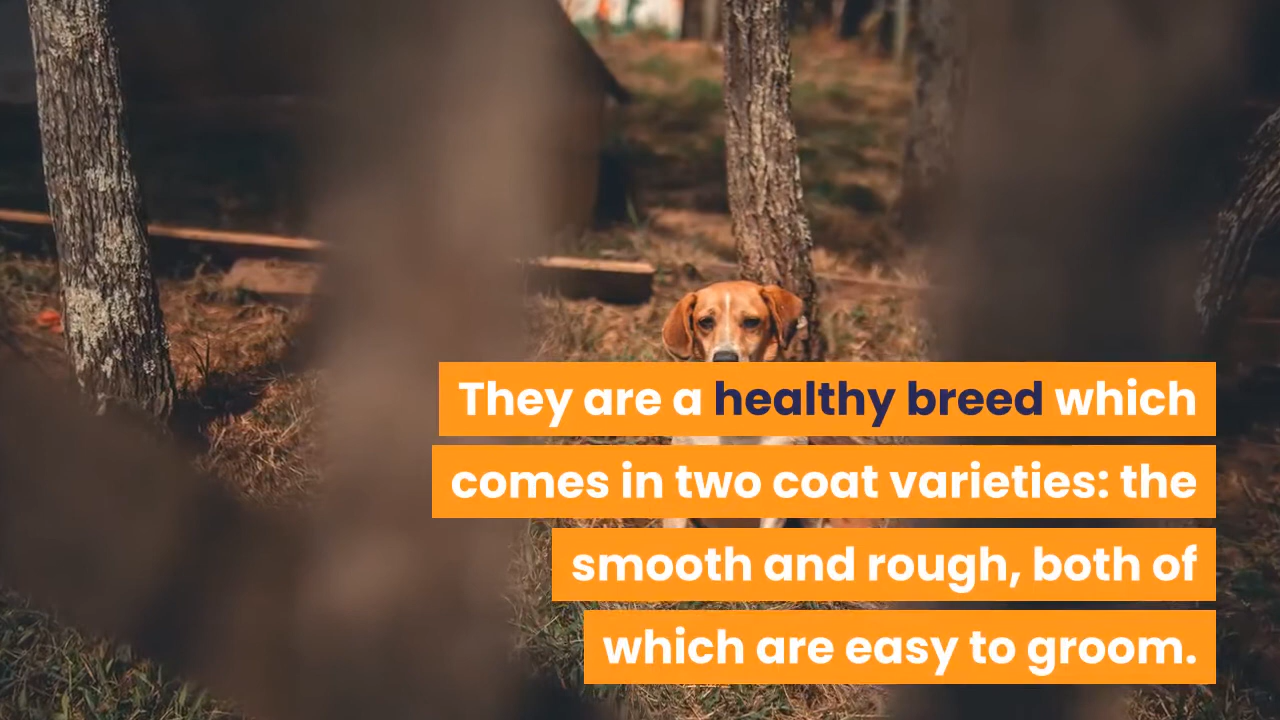 They are a healthy breed which
comes in two coat varieties: the
smooth and rough, both of
which are easy to groom.